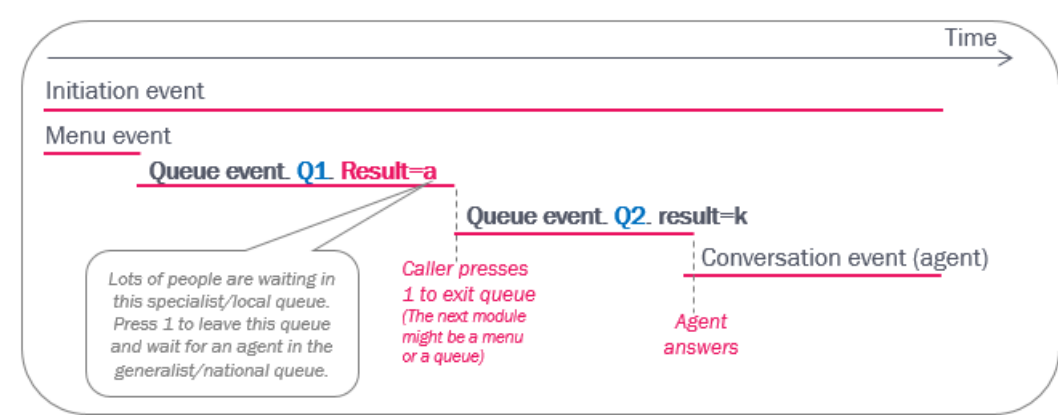 Time
Initiation event
Menu event
Queue event. Q1. Result=a
Queue event. Q2. result=k
Conversation event (agent)
Lots of people are waiting in
this specialist/local queue.
Press 1 to leave this queue
and wait for an agent in the
generalist/national queue.
Caller presses
1 to exit queue
(The next module
might be a menu
or a queue)
Agent
answers